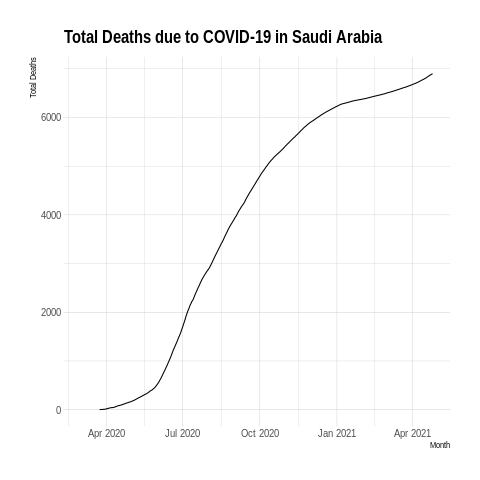 Total Deaths due to COVID-19 in Saudi Arabia
Total Deaths
6000
4000
2000
0
Apr 2020 Jul 2020 Oct 2020 Jan 2021 Apr 2021
Month